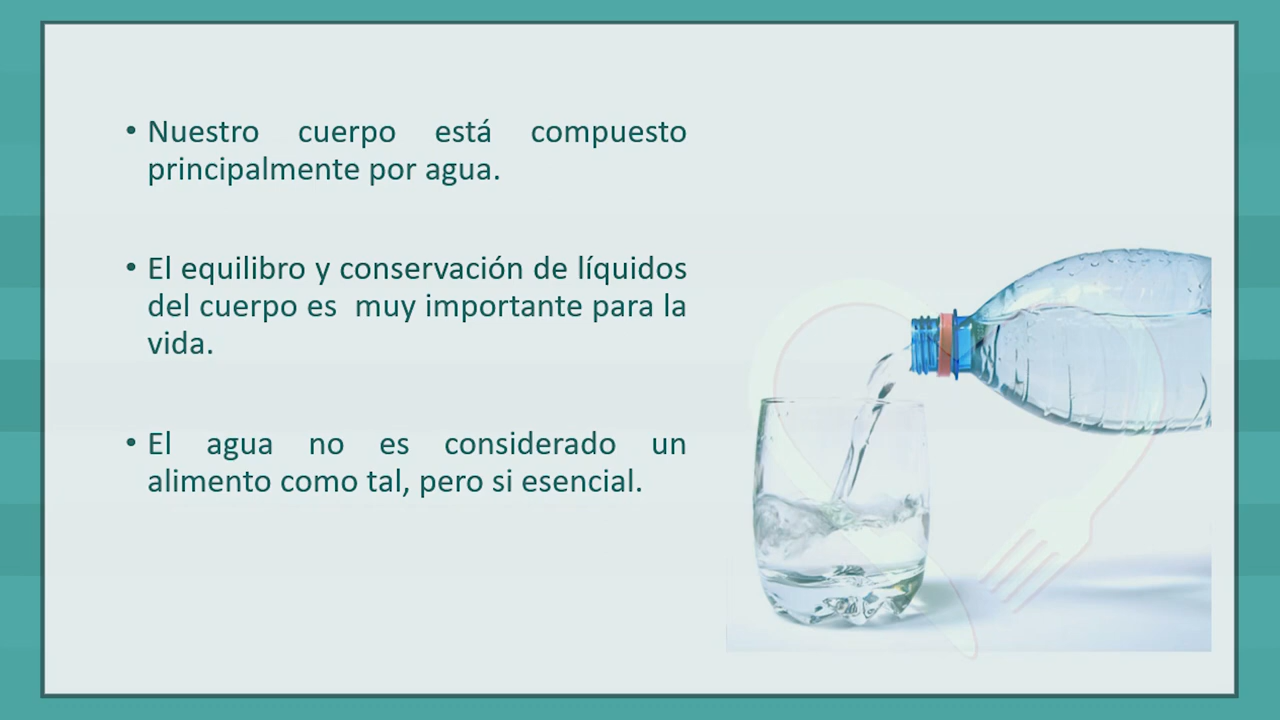 • Nuestro cuerpo está compuesto
principalmente por agua.
• El equilibro y conservación de líquidos
del cuerpo es  muy importante para la
vida.
• El agua no es considerado un
alimento como tal, pero si esencial.